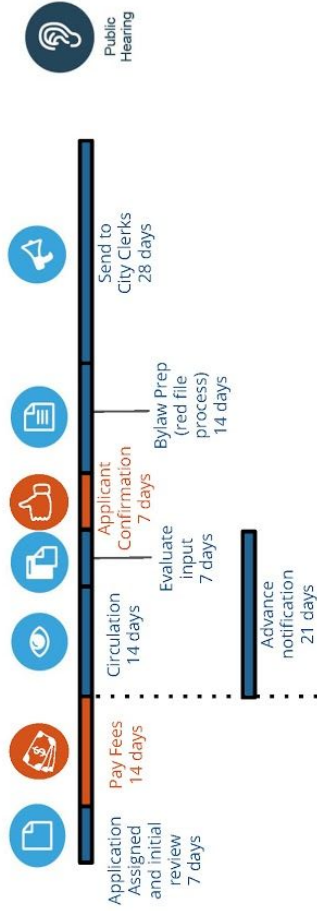 Application
Assigned
and initial
review
7 days
Pay Fees
14 days
Circulation
14 days
Evaluate
input
7 days
Applicant
Confirmation
7 days
Bylaw Prep
(red file
process)
14 days
Send to
City Clerks
28 days
Public
Hearing
Advance
notification
21 days